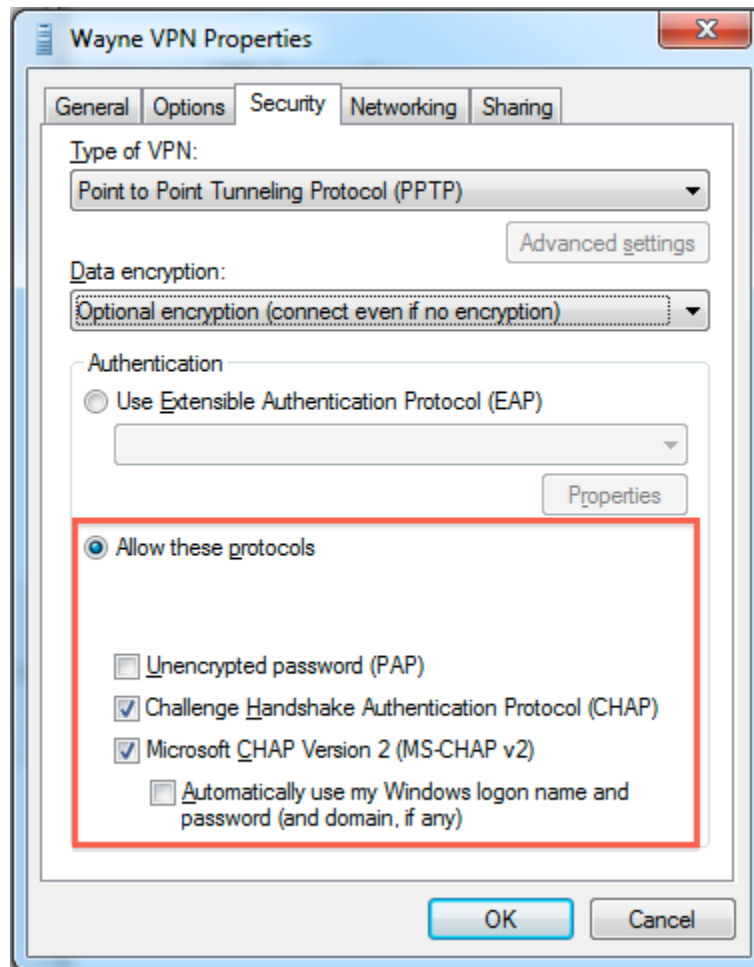 Wayne VPN Properties
General Options Security Networking Sharing
Type of VPN:
Point to Point Tunneling Protocol (PPTP)
Advanced settings
Data encryption:
Optional encryption (connect even if no encryption)
Authentication
Use Extensible Authentication Protocol (EAP)
Properties
Allow these protocols
Unencrypted password (PAP)
Challenge Handshake Authentication Protocol (CHAP)
Microsoft CHAP Version 2 (MS-CHAP v2)
Automatically use my Windows logon name and
password (and domain, if any)
OK Cancel